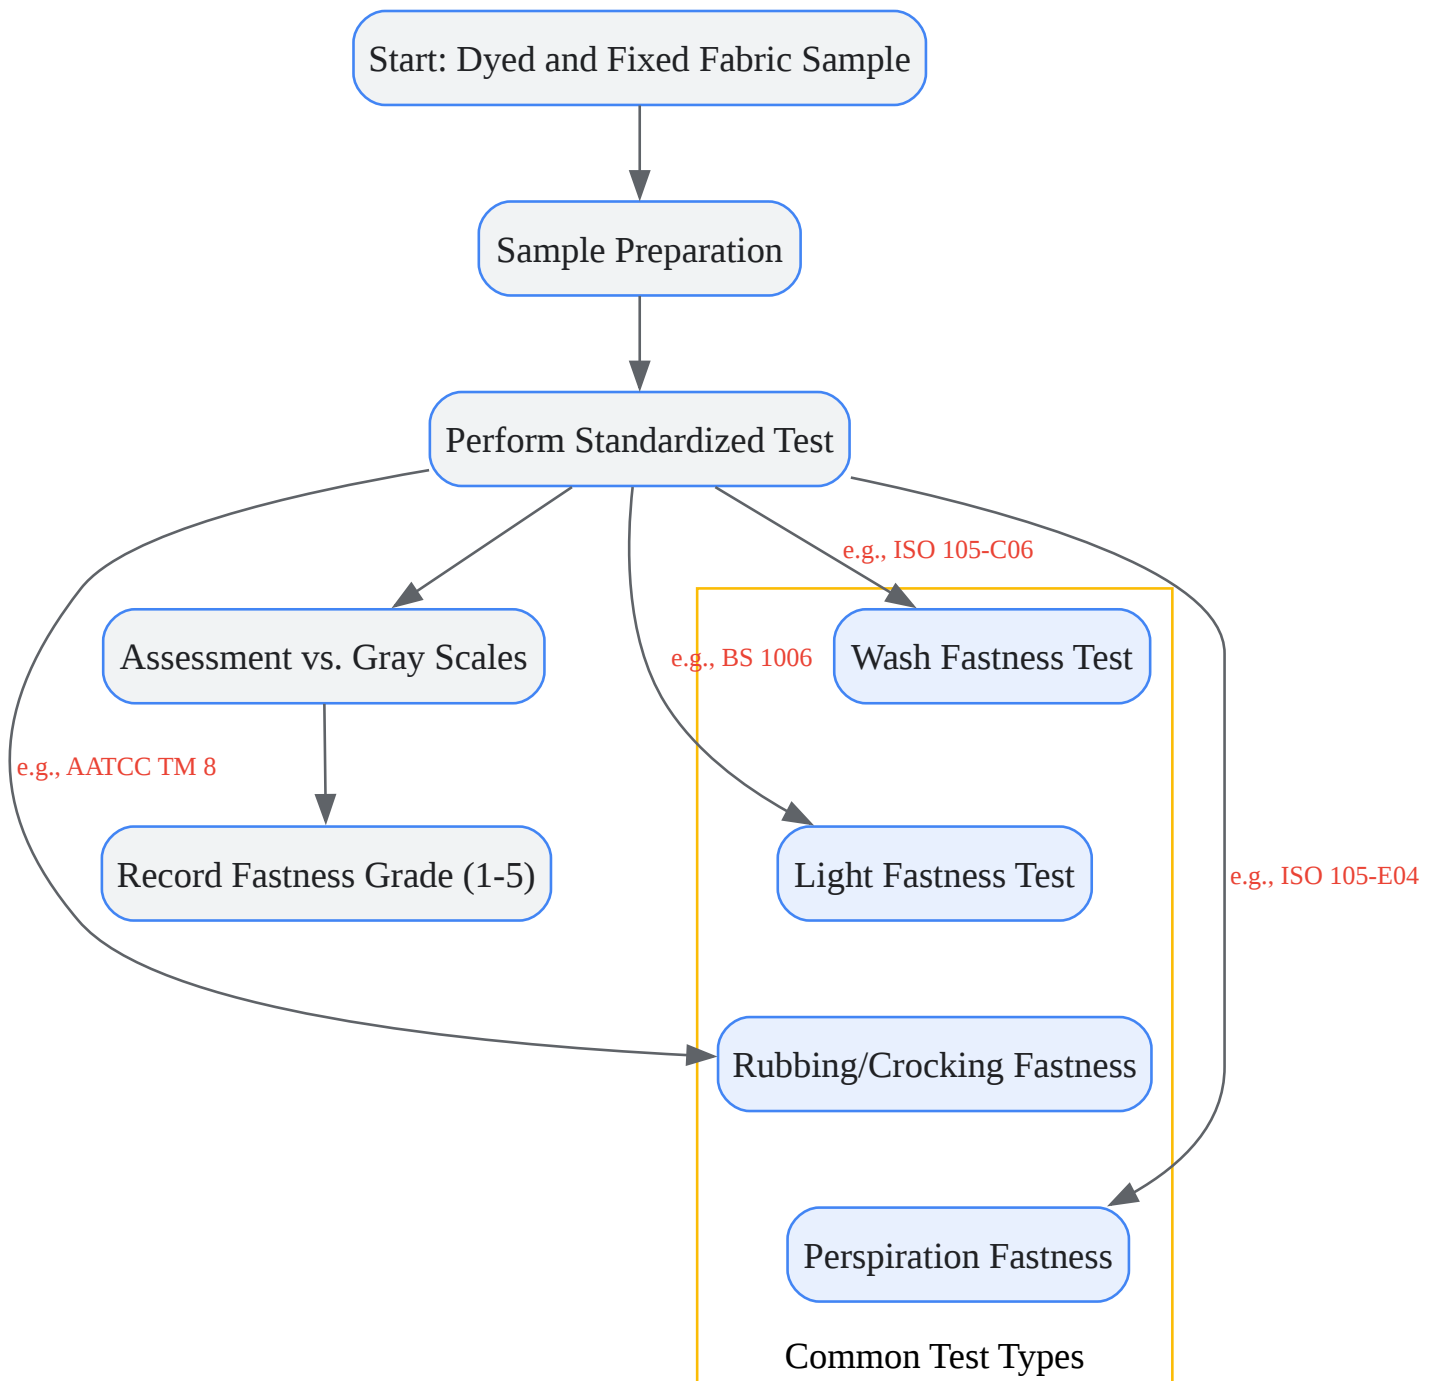 Start: Dyed and Fixed Fabric Sample
Sample Preparation
Perform Standardized Test
e.g., ISO 105-C06
Assessment vs. Gray Scales
e.g., BS 1006
Wash Fastness Test
e.g., AATCC TM 8
Record Fastness Grade (1-5)
Light Fastness Test
e.g., ISO 105-E04
Rubbing/Crocking Fastness
Perspiration Fastness
Common Test Types